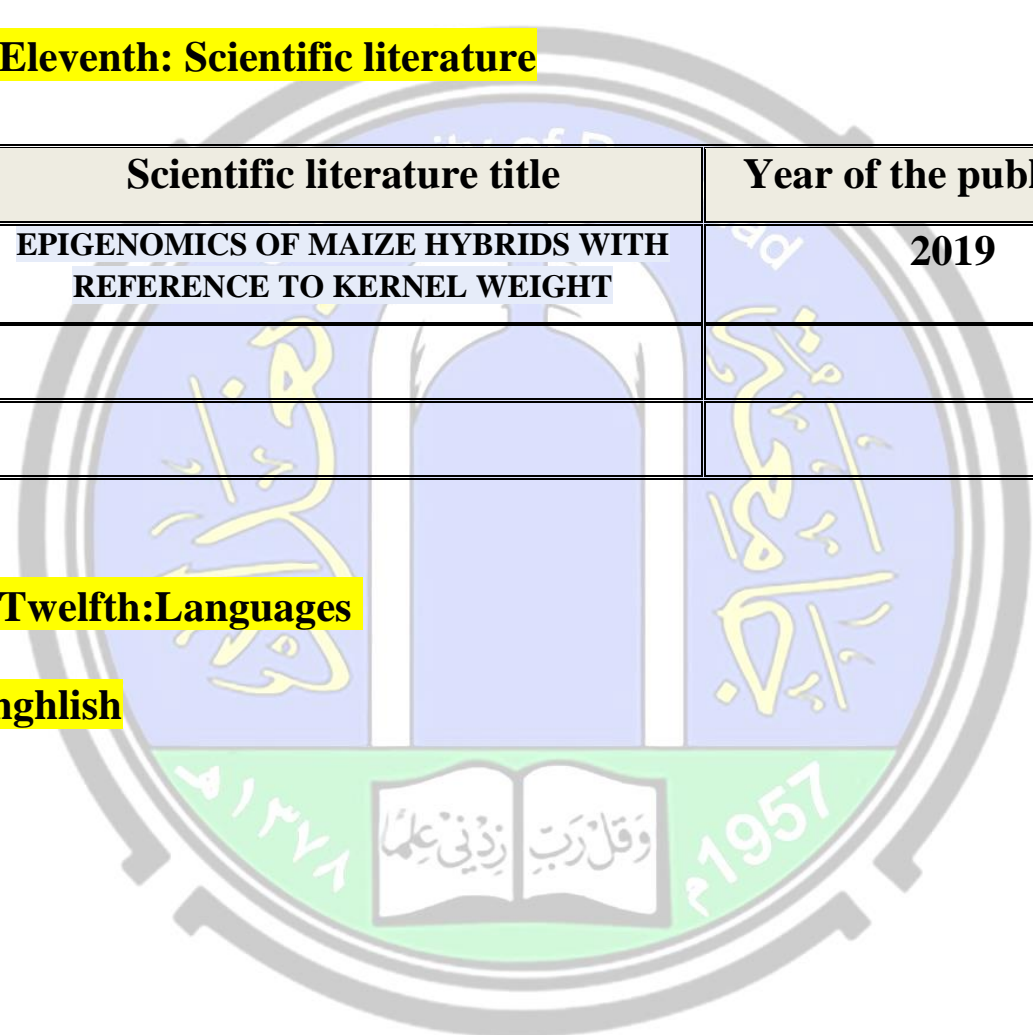 Eleventh: Scientific literature
Scientific literature title
Year of the publ
EPIGENOMICS OF MAIZE HYBRIDS WITH
REFERENCE TO KERNEL WEIGHT
2019
Twelfth:Languages
nghlish
١٣٧٨هـ
وَقُلْ رَبِّ زِدْنِي عِلْمًا
1957م